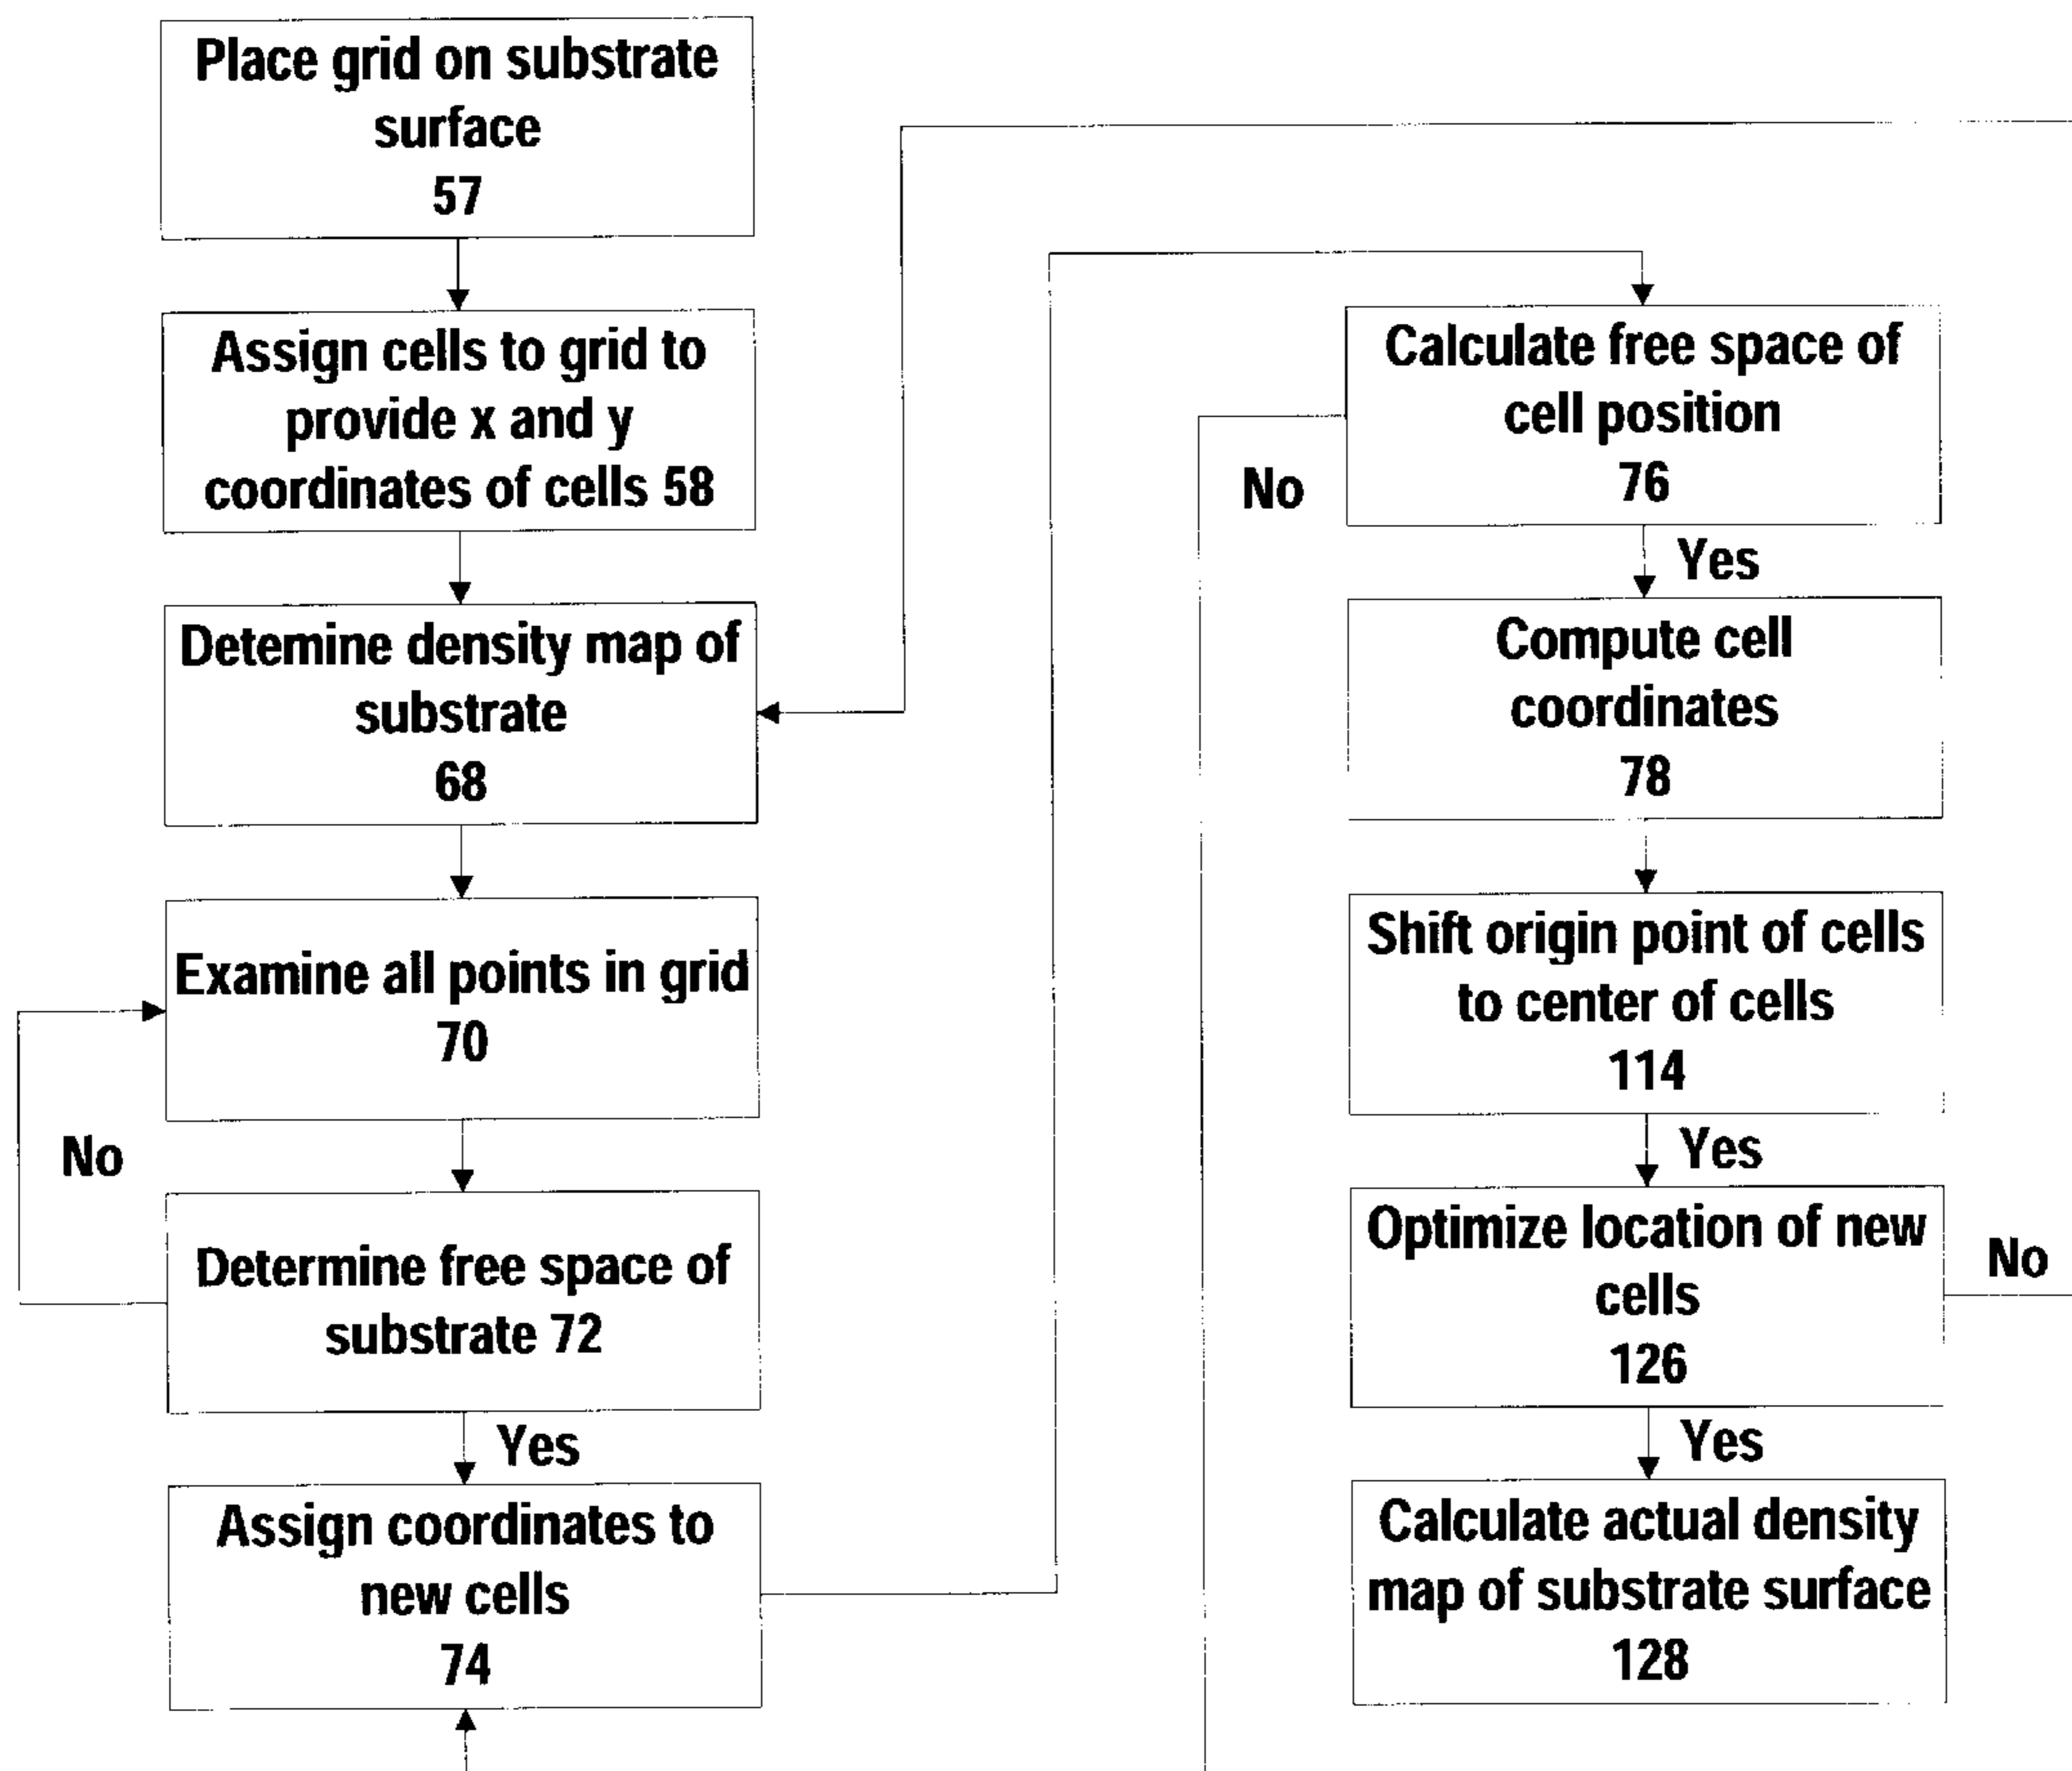 Place grid on substrate
surface
57
Assign cells to grid to
provide x and y
coordinates of cells 58
Detemine density map of
substrate
68
Examine all points in grid
70
No
Determine free space of
substrate 72
Yes
Assign coordinates to
new cells
74
Calculate free space of
cell position
76
No
Yes
Compute cell
coordinates
78
Shift origin point of cells
to center of cells
114
Yes
Optimize location of new
cells
126
No
Yes
Calculate actual density
map of substrate surface
128